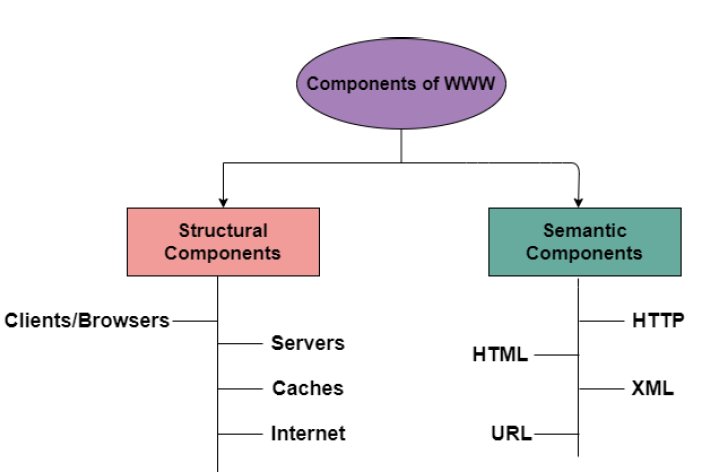 Components of WWW
Structural
Components
Semantic
Components
Clients/Browsers
Servers
Caches
Internet
HTTP
HTML
XML
URL